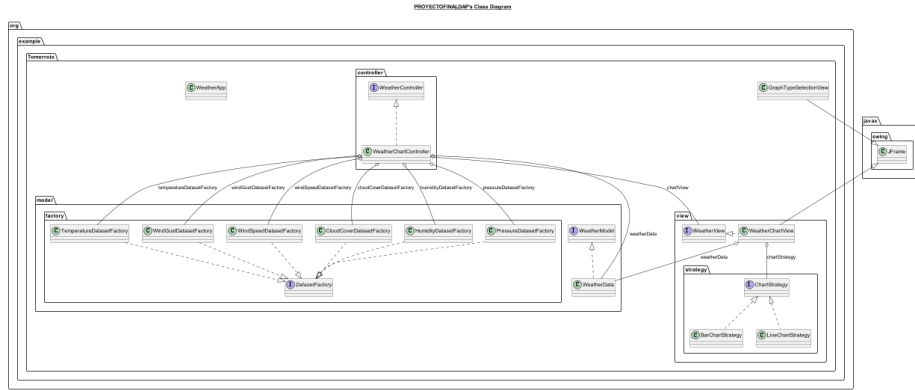 PROYECTOFINALDAP's Class Diagram
org
example
Tomorroio
controller
C WeatherApp
I WeatherController
C GraphTypeSelectionView
javax
swing
C JFrame
C WeatherChartController
temperatureDatasetFactory
windGustDatasetFactory
windSpeedDatasetFactory
cloudCoverDatasetFactory
humidityDatasetFactory
pressureDatasetFactory
chartView
model
factory
view
C TemperatureDatasetFactory
C WindGustDatasetFactory
C WindSpeedDatasetFactory
C CloudCoverDatasetFactory
C HumidityDatasetFactory
C PressureDatasetFactory
I WeatherModel
weatherData
I WeatherView
C WeatherChartView
weatherData
chartStrategy
strategy
I DatasetFactory
C WeatherData
I ChartStrategy
C BarChartStrategy
C LineChartStrategy